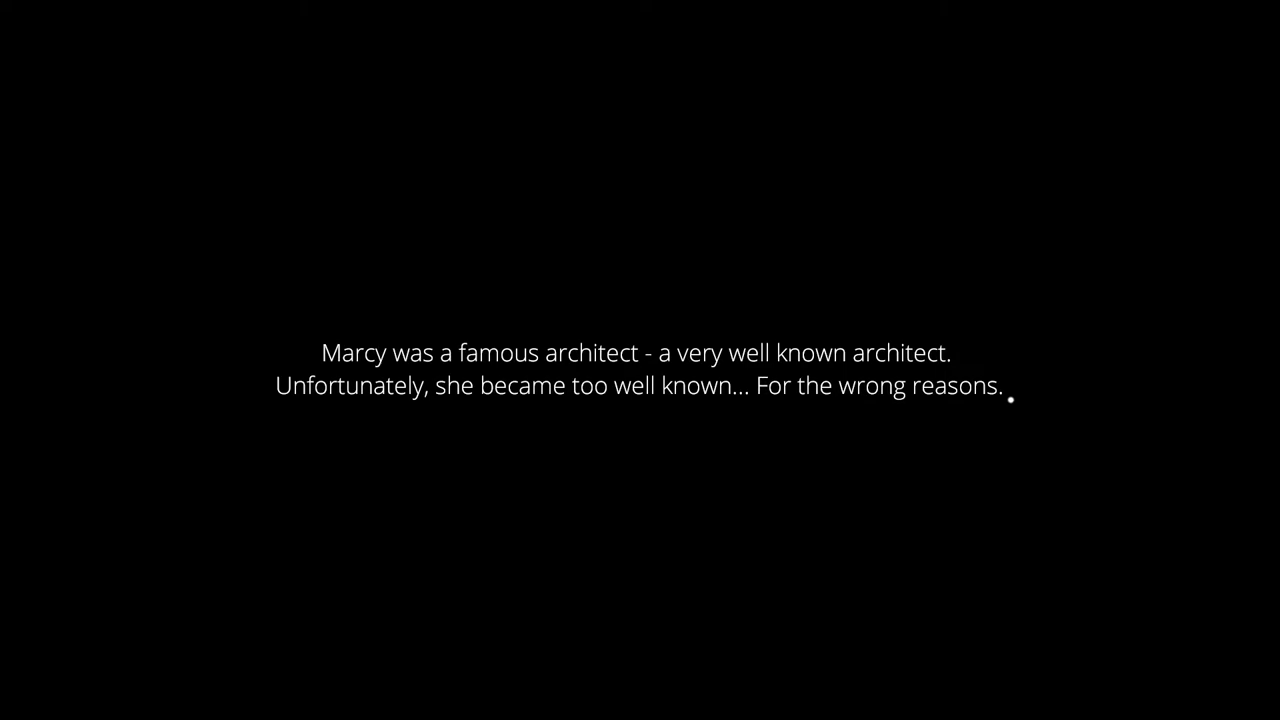 Marcy was a famous architect - a very well known architect.
Unfortunately, she became too well known... For the wrong reasons.